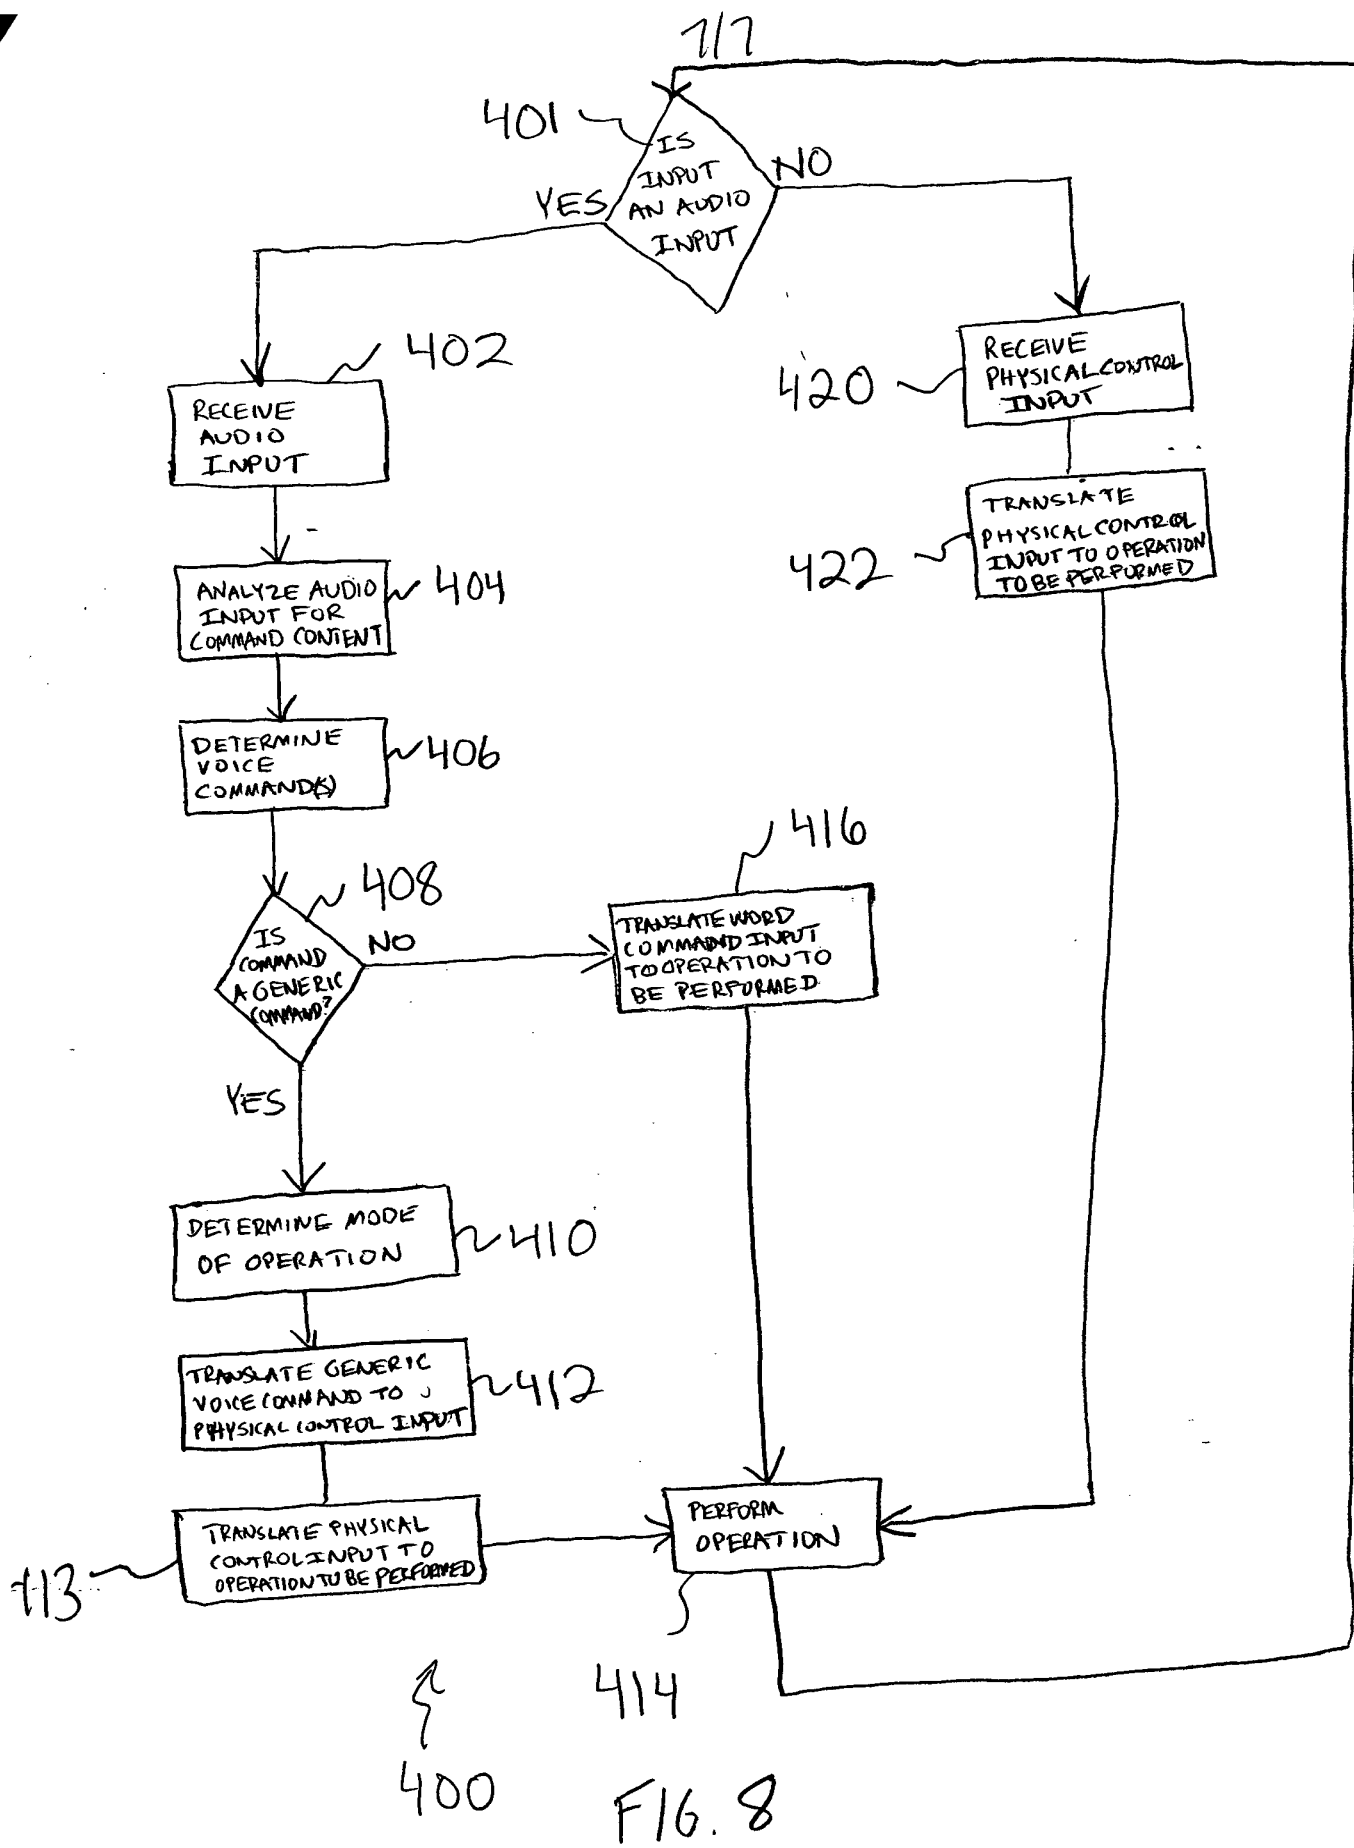 7/7
401
IS
INPUT
AN AUDIO
INPUT
YES
NO
402
RECEIVE
AUDIO
INPUT
420
RECEIVE
PHYSICAL CONTROL
INPUT
404
ANALYZE AUDIO
INPUT FOR
COMMAND CONTENT
422
TRANSLATE
PHYSICAL CONTROL
INPUT TO OPERATION
TO BE PERFORMED
406
DETERMINE
VOICE
COMMAND(S)
408
IS
COMMAND
A GENERIC
COMMAND?
NO
YES
416
TRANSLATE WORD
COMMAND INPUT
TO OPERATION TO
BE PERFORMED
DETERMINE MODE
OF OPERATION
410
TRANSLATE GENERIC
VOICE COMMAND TO
PHYSICAL CONTROL INPUT
412
TRANSLATE PHYSICAL
CONTROL INPUT TO
OPERATION TO BE PERFORMED
413
PERFORM
OPERATION
414
400
FIG. 8